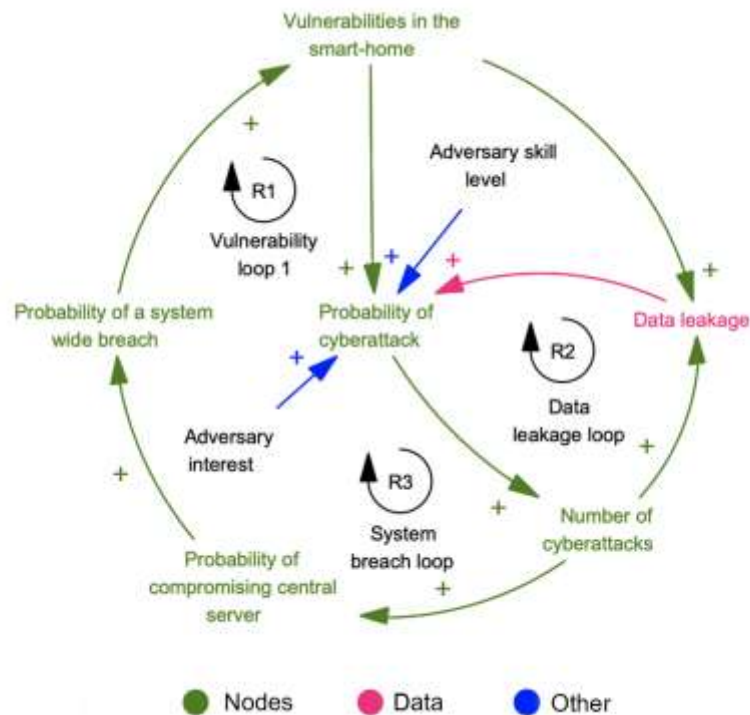 Vulnerabilities in the
smart-home
+
Adversary skill
level
R1
Vulnerability
loop 1
+
+
+
+
Probability of a system
wide breach
Probability of
cyberattack
Data leakage
+
R2
Data
leakage loop
Adversary
interest
+
+
R3
System
breach loop
+
Number of
cyberattacks
Probability of
compromising central
server
+
Nodes
Data
Other